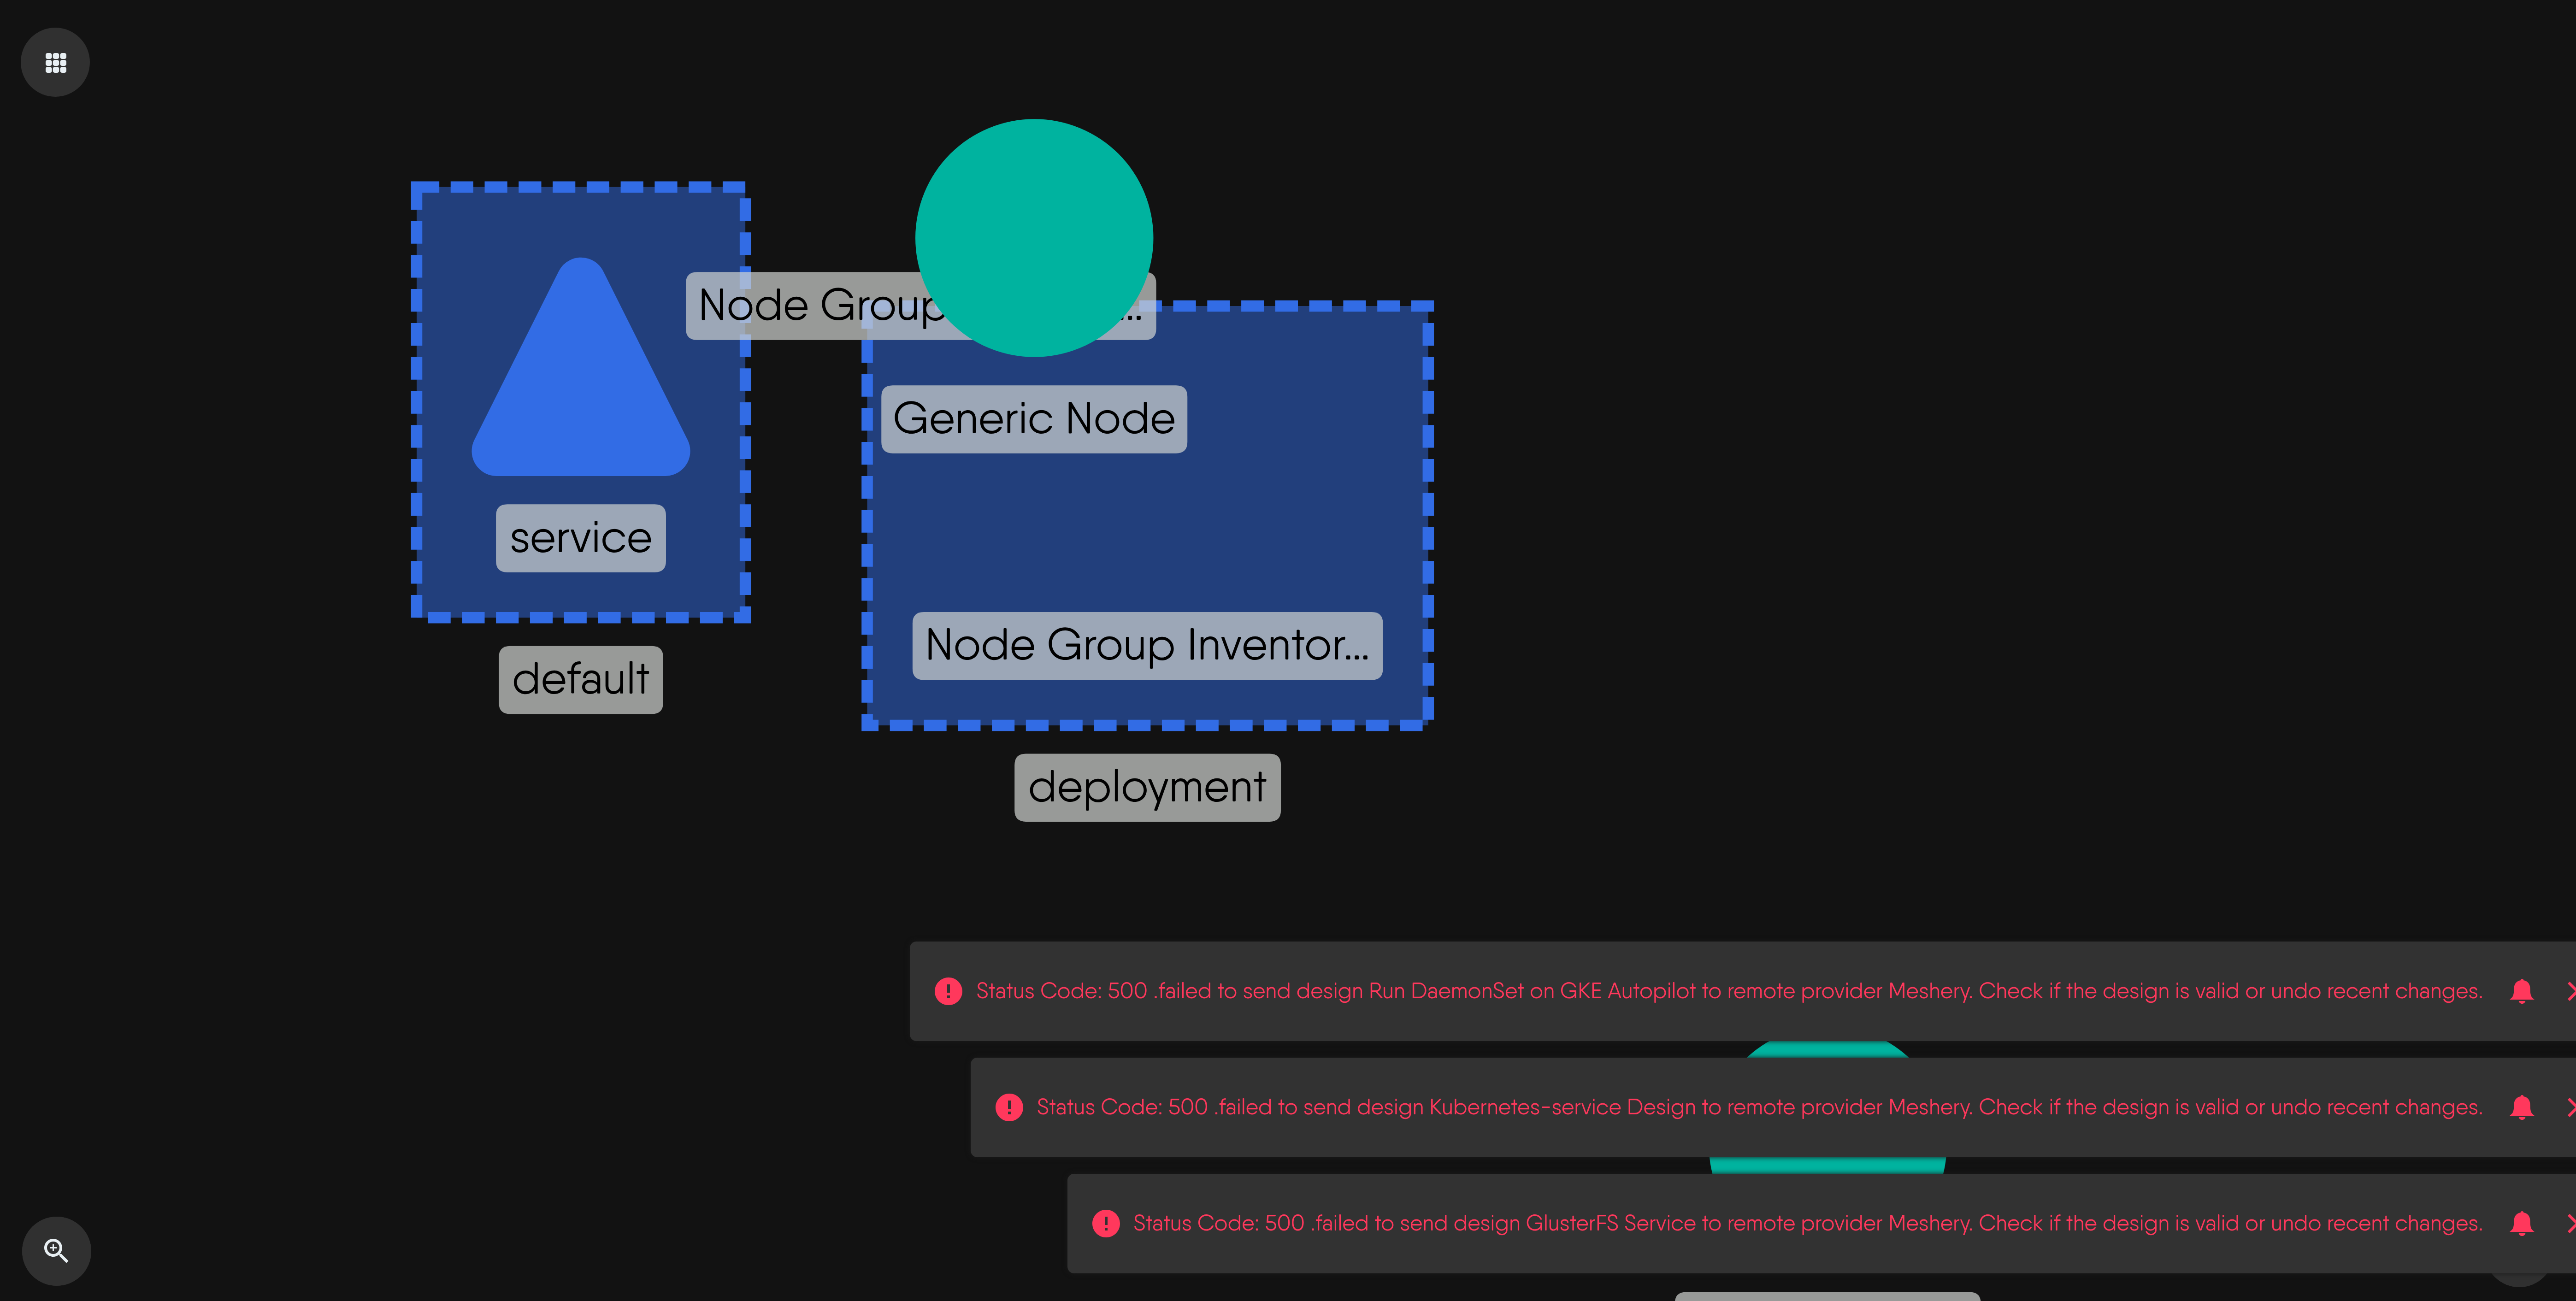 Node Group ...
Generic Node
service
Node Group Inventor...
default
deployment
Status Code: 500 .failed to send design Run DaemonSet on GKE Autopilot to remote provider Meshery. Check if the design is valid or undo recent changes.
Status Code: 500 .failed to send design Kubernetes-service Design to remote provider Meshery. Check if the design is valid or undo recent changes.
Status Code: 500 .failed to send design GlusterFS Service to remote provider Meshery. Check if the design is valid or undo recent changes.